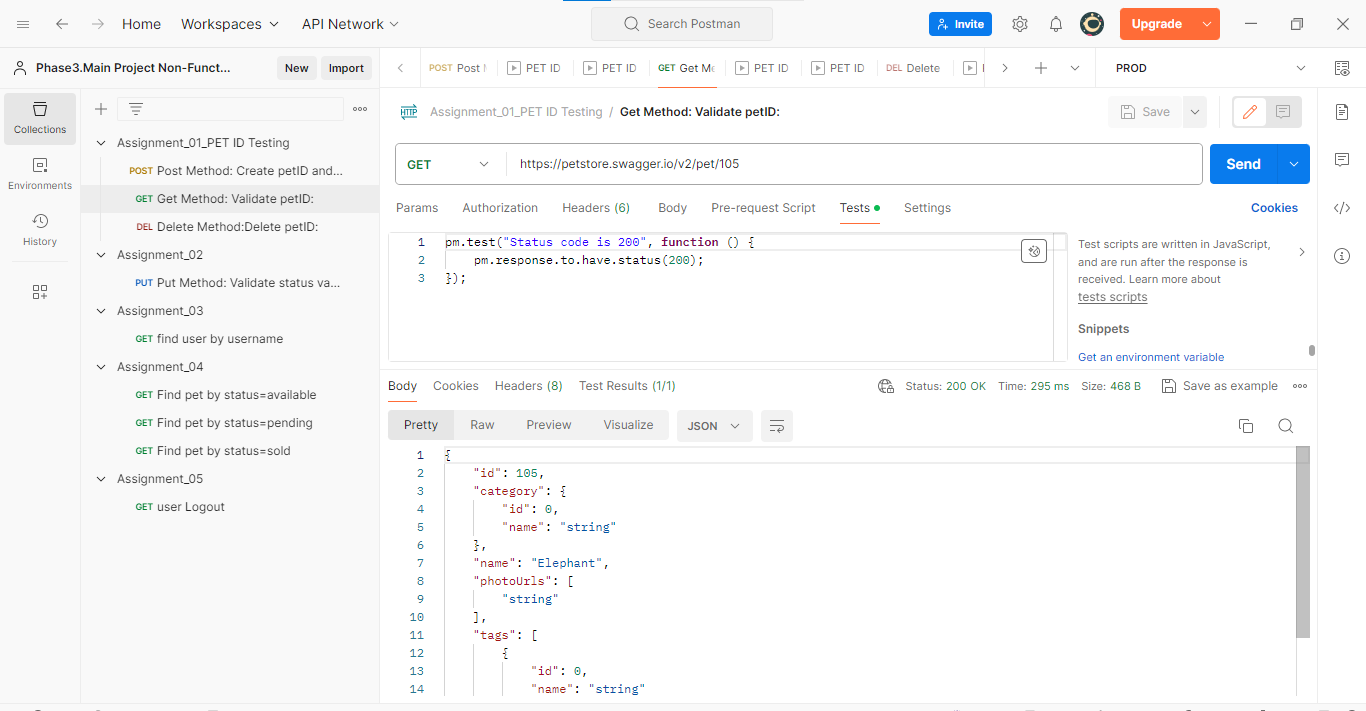 Home Workspaces API Network Search Postman Invite Upgrade
Phase3.Main Project Non-Funct... New Import
POST Post PET ID PET ID GET Get Me PET ID PET ID DEL Delete PROD
Collections
Environments
History
Assignment_01_PET ID Testing
POST Post Method: Create petID and...
GET Get Method: Validate petID:
DEL Delete Method:Delete petID:
Assignment_02
PUT Put Method: Validate status va...
Assignment_03
GET find user by username
Assignment_04
GET Find pet by status=available
GET Find pet by status=pending
GET Find pet by status=sold
Assignment_05
GET user Logout
HTTP Assignment_01_PET ID Testing / Get Method: Validate petID: Save
GET https://petstore.swagger.io/v2/pet/105 Send
Params Authorization Headers (6) Body Pre-request Script Tests Settings Cookies
1 pm.test("Status code is 200", function () {
2 pm.response.to.have.status(200);
3 });
Test scripts are written in JavaScript,
and are run after the response is
received. Learn more about
tests scripts
Snippets
Get an environment variable
Body Cookies Headers (8) Test Results (1/1) Status: 200 OK Time: 295 ms Size: 468 B Save as example
Pretty Raw Preview Visualize JSON
1 {
2 "id": 105,
3 "category": {
4 "id": 0,
5 "name": "string"
6 },
7 "name": "Elephant",
8 "photoUrls": [
9 "string"
10 ],
11 "tags": [
12 {
13 "id": 0,
14 "name": "string"